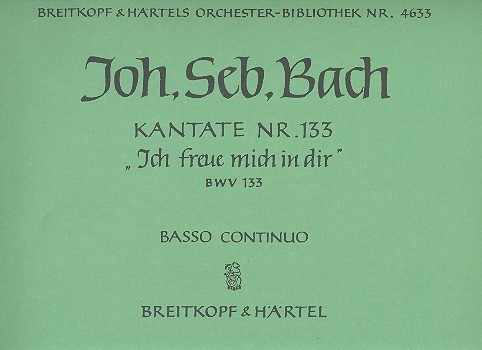 BREITKOPF & HÄRTELS ORCHESTER-BIBLIOTHEK NR. 4633
Joh. Seb. Bach
KANTATE NR. 133
„Ich freue mich in dir"
BWV 133
BASSO CONTINUO
BREITKOPF & HÄRTEL